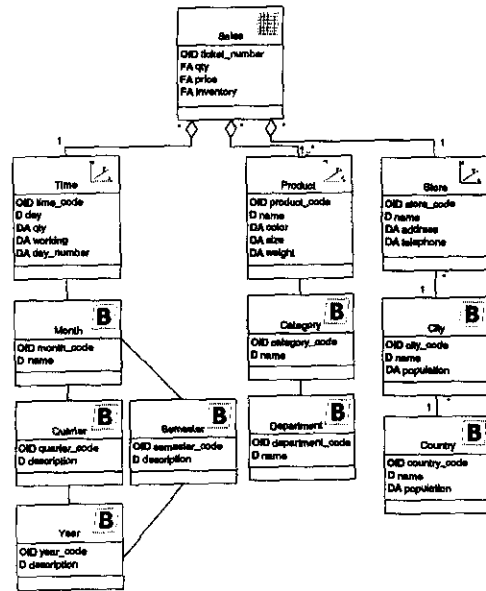 Sales
OID ticket_number
FA qty
FA price
FA inventory
* * *
1 1..* 1
Time
OID time_code
D day
DA qty
DA working
DA day_number
Product
OID product_code
D name
DA color
DA size
DA weight
Store
OID store_code
D name
DA address
DA telephone
*
1
B
Month
OID month_code
D name
B
Category
OID category_code
D name
B
City
OID city_code
D name
DA population
*
1
B
Quarter
OID quarter_code
D description
B
Semester
OID semester_code
D description
B
Department
OID department_code
D name
B
Country
OID country_code
D name
DA population
B
Year
OID year_code
D description